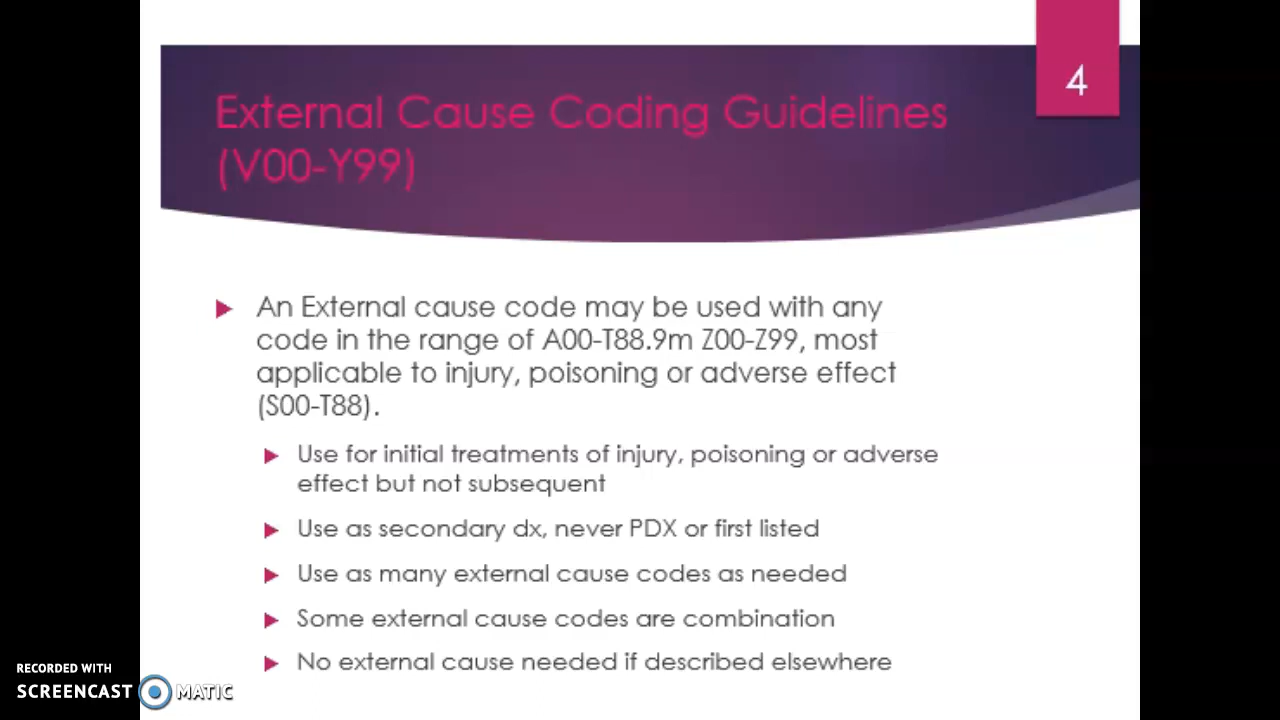 4
External Cause Coding Guidelines
(V00-Y99)
An External cause code may be used with any
code in the range of A00-T88.9m Z00-Z99, most
applicable to injury, poisoning or adverse effect
(S00-T88).
Use for initial treatments of injury, poisoning or adverse
effect but not subsequent
Use as secondary dx, never PDX or first listed
Use as many external cause codes as needed
Some external cause codes are combination
No external cause needed if described elsewhere
RECORDED WITH
SCREENCAST MATIC